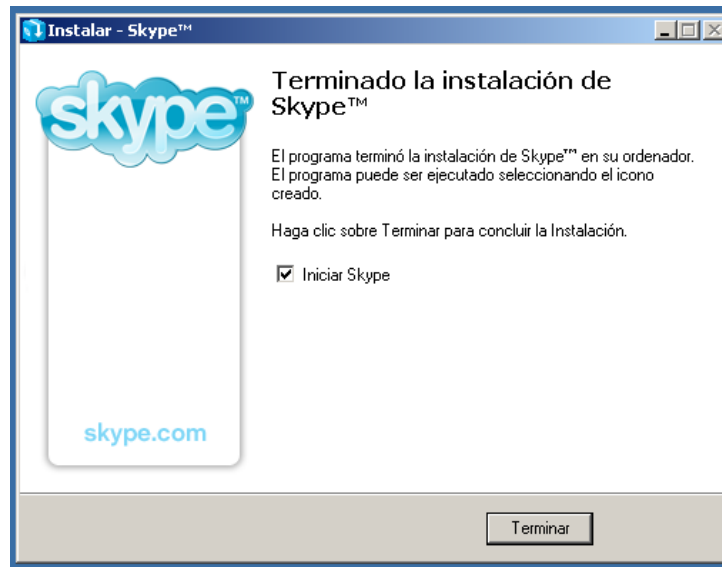 Instalar - Skype™
skype™
Terminado la instalación de
Skype™
El programa terminó la instalación de Skype™ en su ordenador.
El programa puede ser ejecutado seleccionando el icono
creado.
Haga clic sobre Terminar para concluir la Instalación.
Iniciar Skype
skype.com
Terminar